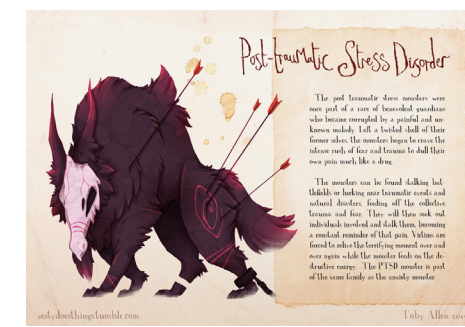 Post-traumatic Stress Disorder
The post traumatic stress monsters were
once part of a race of benevolent guardians
who became corrupted by a painful and un-
known malady. Left a twisted shell of their
former selves, the monsters began to crave the
intense rush of fear and trauma to dull their
own pain much like a drug.
The monsters can be found stalking bat-
tlefields or lurking near traumatic events and
natural disasters, feeding off the collective
trauma and fear. They will then seek out
individuals involved and stalk them, becoming
a constant reminder of that pain. Victims are
forced to relive the terrifying moment over and
over again while the monster feeds on the de-
structive energy. The PTSD monster is part
of the same family as the anxiety monster.
zestydoesthings.tumblr.com
Toby Allen